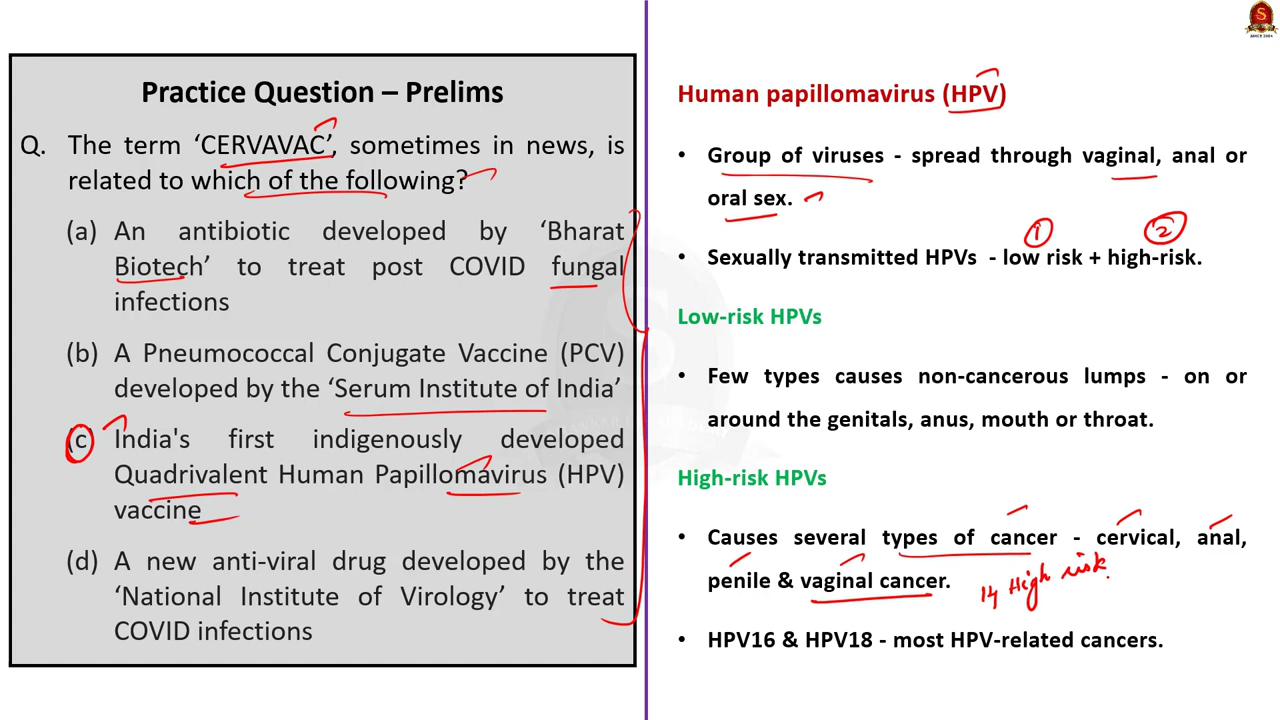 Practice Question – Prelims
Q. The term ‘CERVAVAC’, sometimes in news, is
related to which of the following?
(a) An antibiotic developed by ‘Bharat
Biotech’ to treat post COVID fungal
infections
(b) A Pneumococcal Conjugate Vaccine (PCV)
developed by the ‘Serum Institute of India’
(c) India's first indigenously developed
Quadrivalent Human Papillomavirus (HPV)
vaccine
(d) A new anti-viral drug developed by the
‘National Institute of Virology’ to treat
COVID infections
S
SINCE 2004
Human papillomavirus (HPV)
• Group of viruses - spread through vaginal, anal or
oral sex.
1 2
• Sexually transmitted HPVs - low risk + high-risk.
Low-risk HPVs
• Few types causes non-cancerous lumps - on or
around the genitals, anus, mouth or throat.
High-risk HPVs
• Causes several types of cancer - cervical, anal,
penile & vaginal cancer.
14 High risk
• HPV16 & HPV18 - most HPV-related cancers.